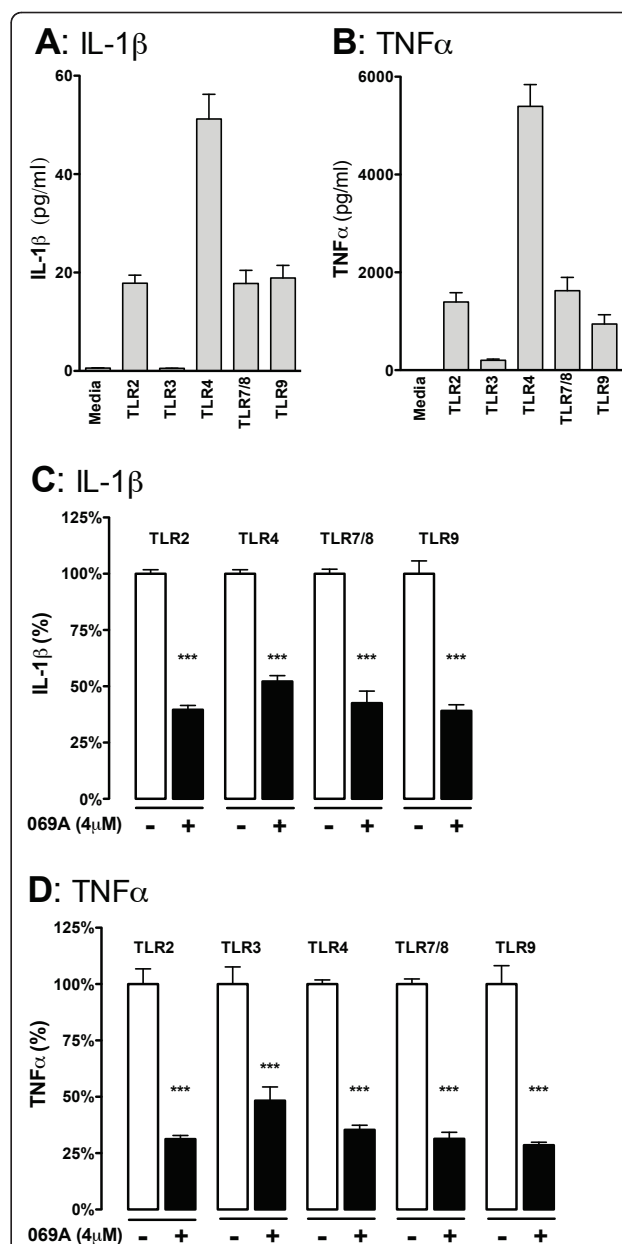 A: IL-1β
B: TNFα
60
40
20
0
IL-1β (pg/ml)
Media
TLR2
TLR3
TLR4
TLR7/8
TLR9
6000
4000
2000
0
TNFα (pg/ml)
Media
TLR2
TLR3
TLR4
TLR7/8
TLR9
C: IL-1β
125%
100%
75%
50%
25%
0%
IL-1β (%)
TLR2 TLR4 TLR7/8 TLR9
*** *** *** ***
069A (4μM) - + - + - + - +
D: TNFα
125%
100%
75%
50%
25%
0%
TNFα (%)
TLR2 TLR3 TLR4 TLR7/8 TLR9
*** *** *** *** ***
069A (4μM) - + - + - + - + - +